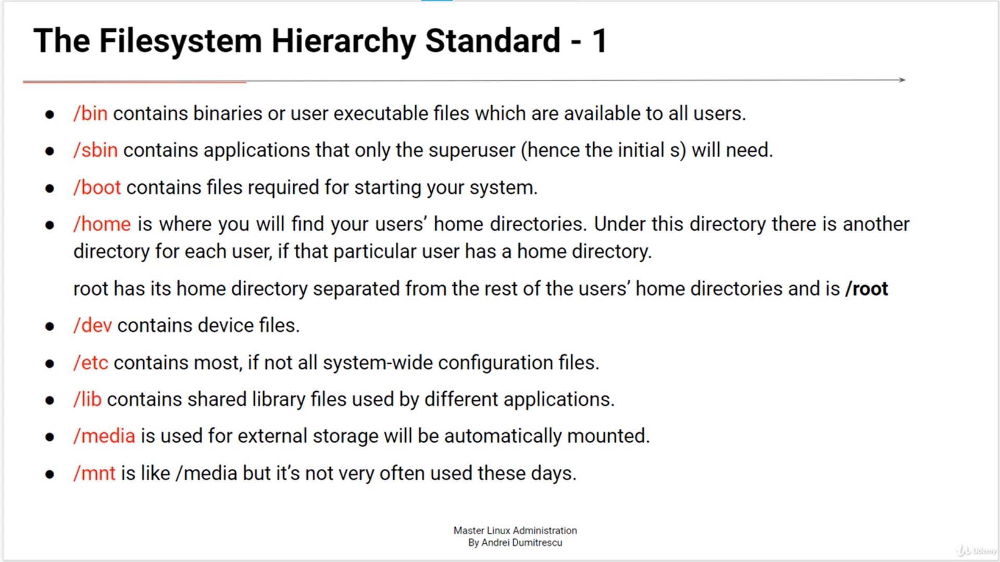 The Filesystem Hierarchy Standard - 1
● /bin contains binaries or user executable files which are available to all users.
● /sbin contains applications that only the superuser (hence the initial s) will need.
● /boot contains files required for starting your system.
● /home is where you will find your users’ home directories. Under this directory there is another
directory for each user, if that particular user has a home directory.
root has its home directory separated from the rest of the users’ home directories and is /root
● /dev contains device files.
● /etc contains most, if not all system-wide configuration files.
● /lib contains shared library files used by different applications.
● /media is used for external storage will be automatically mounted.
● /mnt is like /media but it’s not very often used these days.
Master Linux Administration
By Andrei Dumitrescu
Udemy